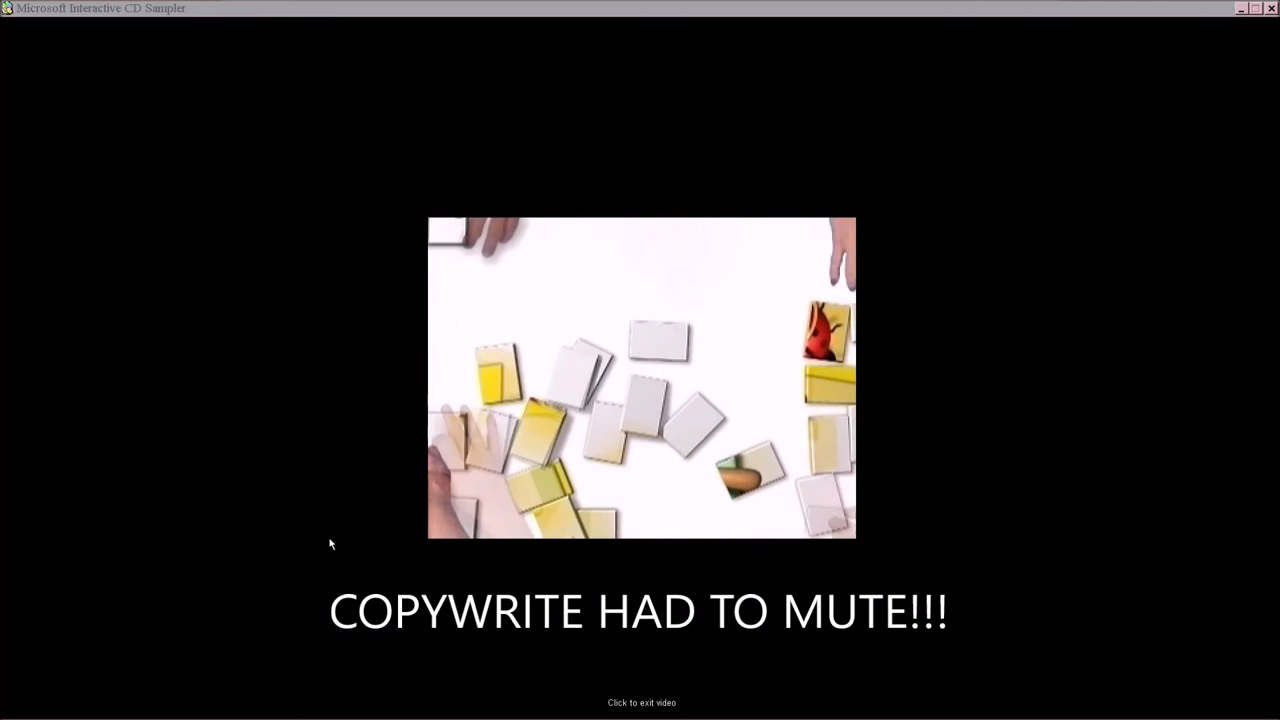 Microsoft Interactive CD Sampler
COPYWRITE HAD TO MUTE!!!
Click to exit video